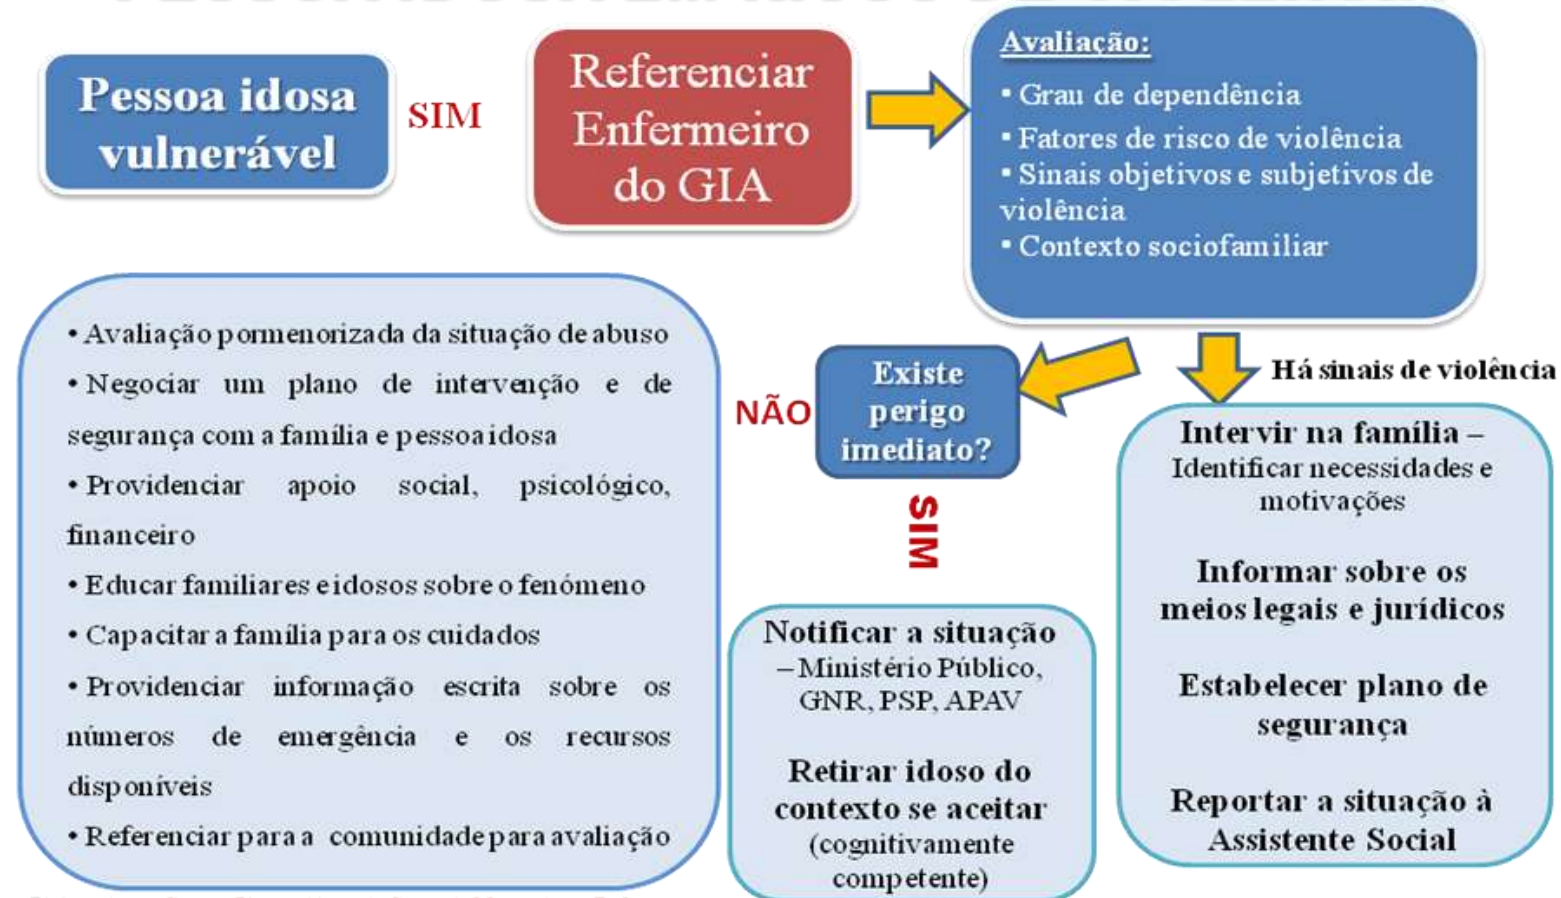 Pessoa idosa
vulnerável
SIM
Referenciar
Enfermeiro
do GIA
Avaliação:
▪ Grau de dependência
▪ Fatores de risco de violência
▪ Sinais objetivos e subjetivos de
violência
▪ Contexto sociofamiliar
• Avaliação pormenorizada da situação de abuso
• Negociar um plano de intervenção e de
segurança com a família e pessoa idosa
• Providenciar apoio social, psicológico,
financeiro
• Educar familiares e idosos sobre o fenómeno
• Capacitar a família para os cuidados
• Providenciar informação escrita sobre os
números de emergência e os recursos
disponíveis
• Referenciar para a comunidade para avaliação
NÃO
Existe
perigo
imediato?
SIM
Notificar a situação
– Ministério Público,
GNR, PSP, APAV
Retirar idoso do
contexto se aceitar
(cognitivamente
competente)
Há sinais de violência
Intervir na família –
Identificar necessidades e
motivações
Informar sobre os
meios legais e jurídicos
Estabelecer plano de
segurança
Reportar a situação à
Assistente Social